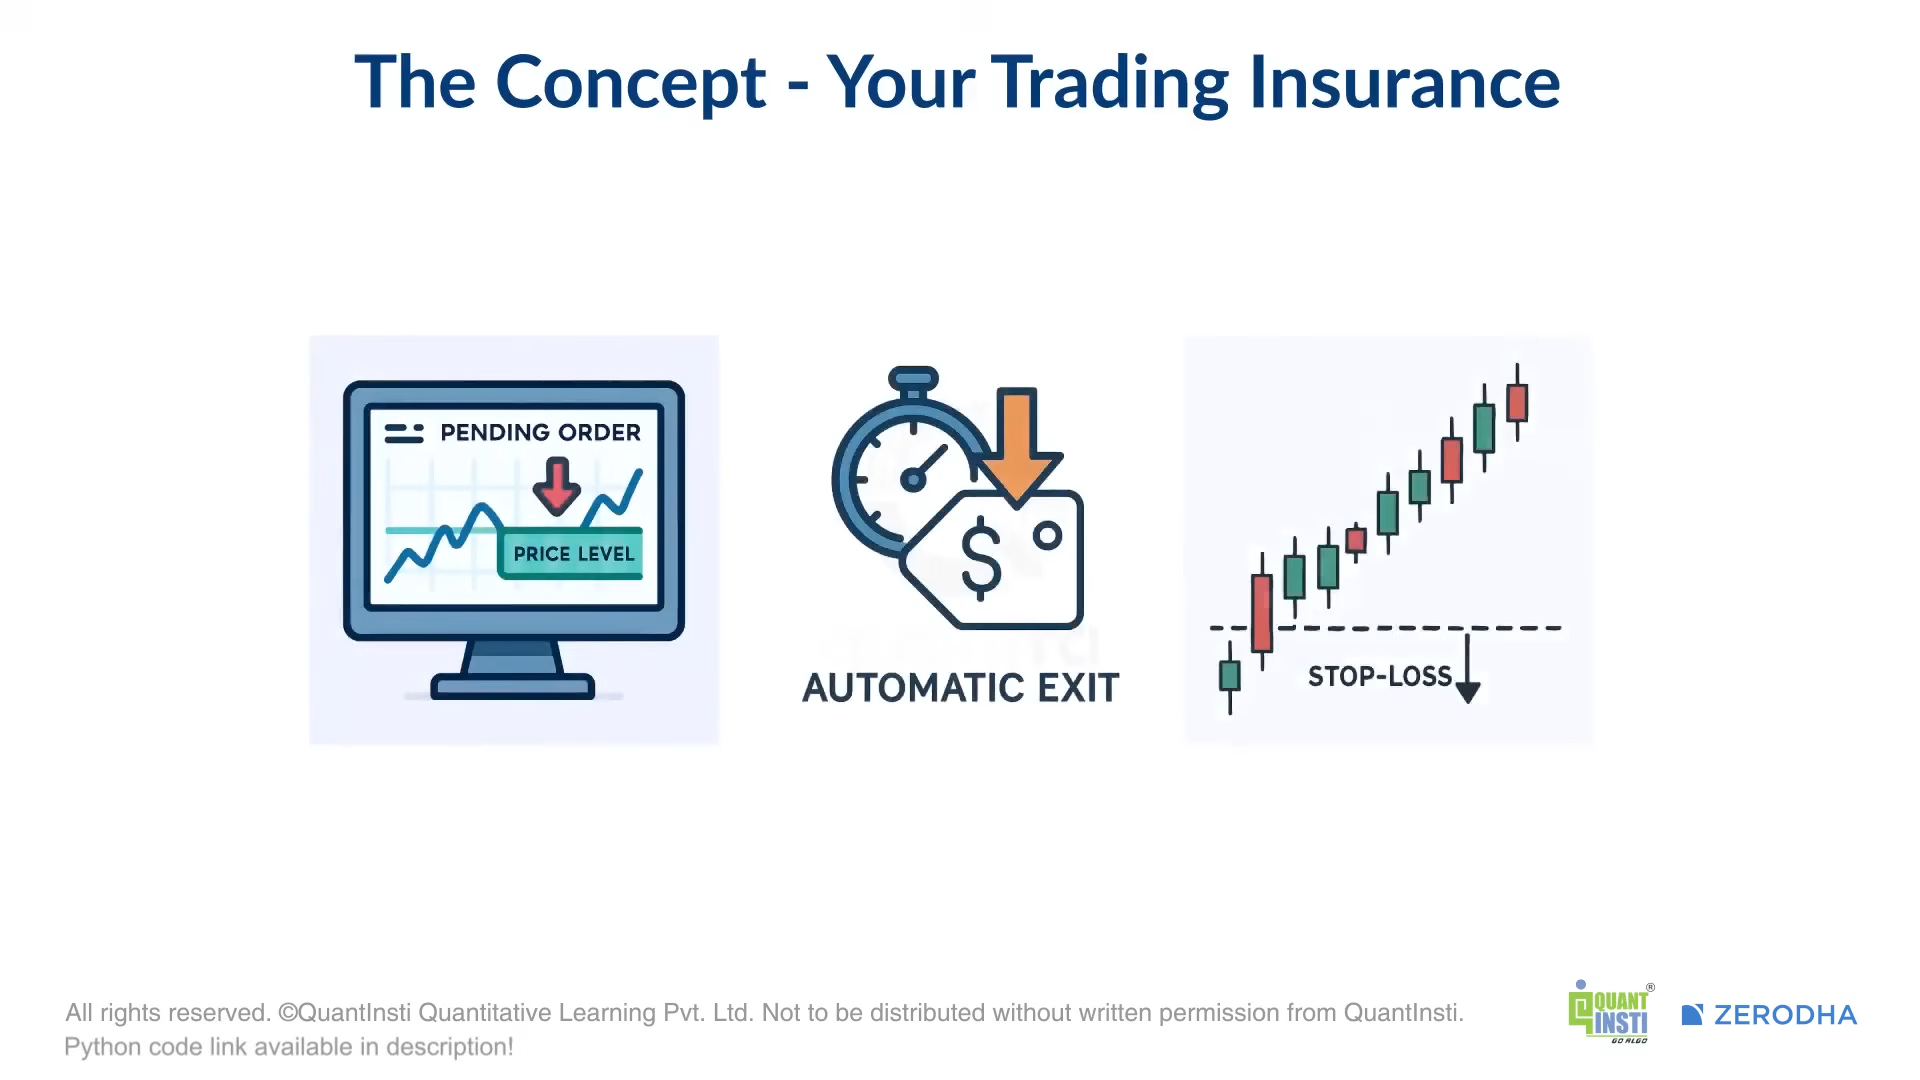 The Concept - Your Trading Insurance
PENDING ORDER
PRICE LEVEL
$
AUTOMATIC EXIT
STOP-LOSS
All rights reserved. ©QuantInsti Quantitative Learning Pvt. Ltd. Not to be distributed without written permission from QuantInsti.
Python code link available in description!
QUANT
INSTI
®
GO ALGO
ZERODHA